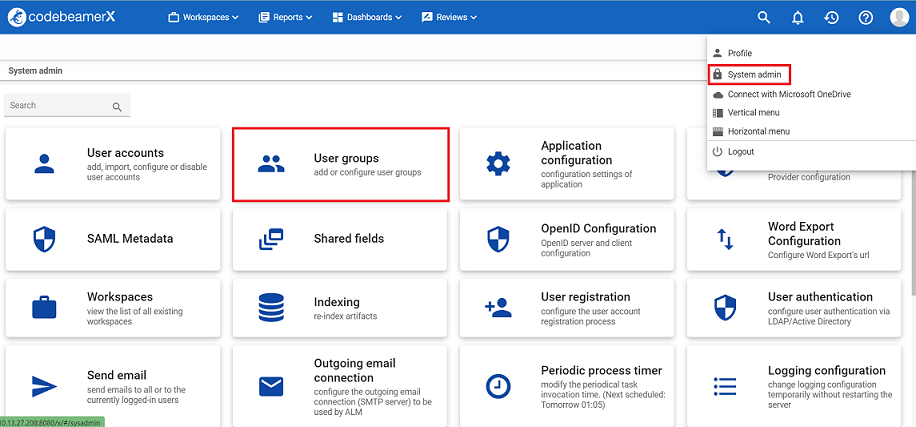 codebeamerX
Workspaces
Reports
Dashboards
Reviews
Profile
System admin
Connect with Microsoft OneDrive
Vertical menu
Horizontal menu
Logout
System admin
Search
User accounts
add, import, configure or disable
user accounts
User groups
add or configure user groups
Application
configuration
configuration settings of
application
Provider configuration
SAML Metadata
Shared fields
OpenID Configuration
OpenID server and client
configuration
Word Export
Configuration
Configure Word Export's url
Workspaces
view the list of all existing
workspaces
Indexing
re-index artifacts
User registration
configure the user account
registration process
User authentication
configure user authentication via
LDAP/Active Directory
Send email
send emails to all or to the
currently logged-in users
Outgoing email
connection
configure the outgoing email
connection (SMTP server) to be
used by ALM
Periodic process timer
modify the periodical task
invocation time. (Next scheduled:
Tomorrow 01:05)
Logging configuration
change logging configuration
temporarily without restarting the
server
10.13.27.208:8080/x/#/sysadmin